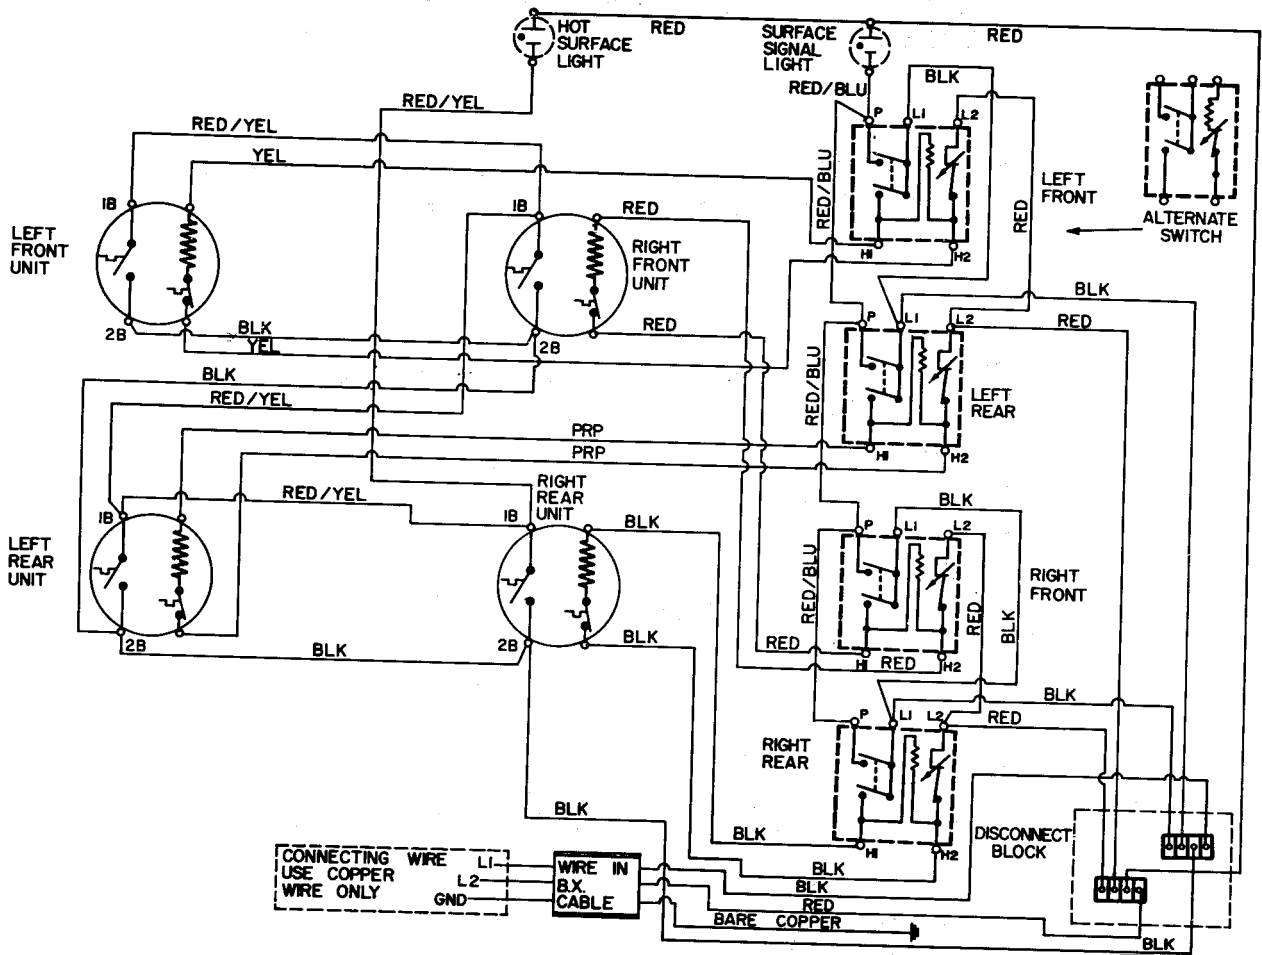 HOT
SURFACE
LIGHT
RED
SURFACE
SIGNAL
LIGHT
RED
RED/BLU
BLK
RED/YEL
RED/YEL
YEL
P
L1
L2
RED/BLU
LEFT
FRONT
RED
ALTERNATE
SWITCH
H1
H2
LEFT
FRONT
UNIT
1B
2B
1B
RED
RIGHT
FRONT
UNIT
RED
2B
BLK
YEL
BLK
RED/YEL
BLK
RED
P
L1
L2
RED/BLU
LEFT
REAR
H1
H2
PRP
PRP
RED/YEL
RIGHT
REAR
UNIT
1B
BLK
LEFT
REAR
UNIT
1B
2B
BLK
2B
BLK
BLK
P
L1
L2
RED/BLU
RIGHT
FRONT
RED
BLK
RED
H1
RED
H2
BLK
P
L1
L2
RED
RIGHT
REAR
H1
H2
BLK
BLK
BLK
DISCONNECT
BLOCK
CONNECTING WIRE
USE COPPER
WIRE ONLY
L1
L2
GND
WIRE IN
B.X.
CABLE
BLK
RED
BARE COPPER
BLK